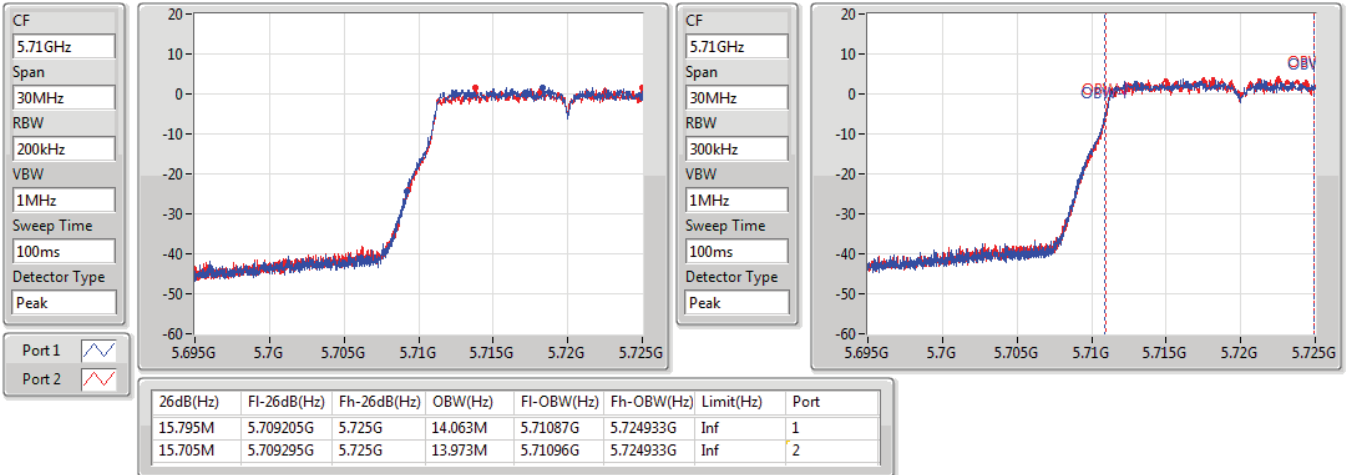 CF
5.71GHz
Span
30MHz
RBW
200kHz
VBW
1MHz
Sweep Time
100ms
Detector Type
Peak
Port 1
Port 2
20
10
0
-10
-20
-30
-40
-50
-60
5.695G 5.7G 5.705G 5.71G 5.715G 5.72G 5.725G
CF
5.71GHz
Span
30MHz
RBW
300kHz
VBW
1MHz
Sweep Time
100ms
Detector Type
Peak
20
10
0
-10
-20
-30
-40
-50
-60
5.695G 5.7G 5.705G 5.71G 5.715G 5.72G 5.725G
26dB(Hz) Fl-26dB(Hz) Fh-26dB(Hz) OBW(Hz) Fl-OBW(Hz) Fh-OBW(Hz) Limit(Hz) Port
15.795M 5.709205G 5.725G 14.063M 5.71087G 5.724933G Inf 1
15.705M 5.709295G 5.725G 13.973M 5.71096G 5.724933G Inf 2